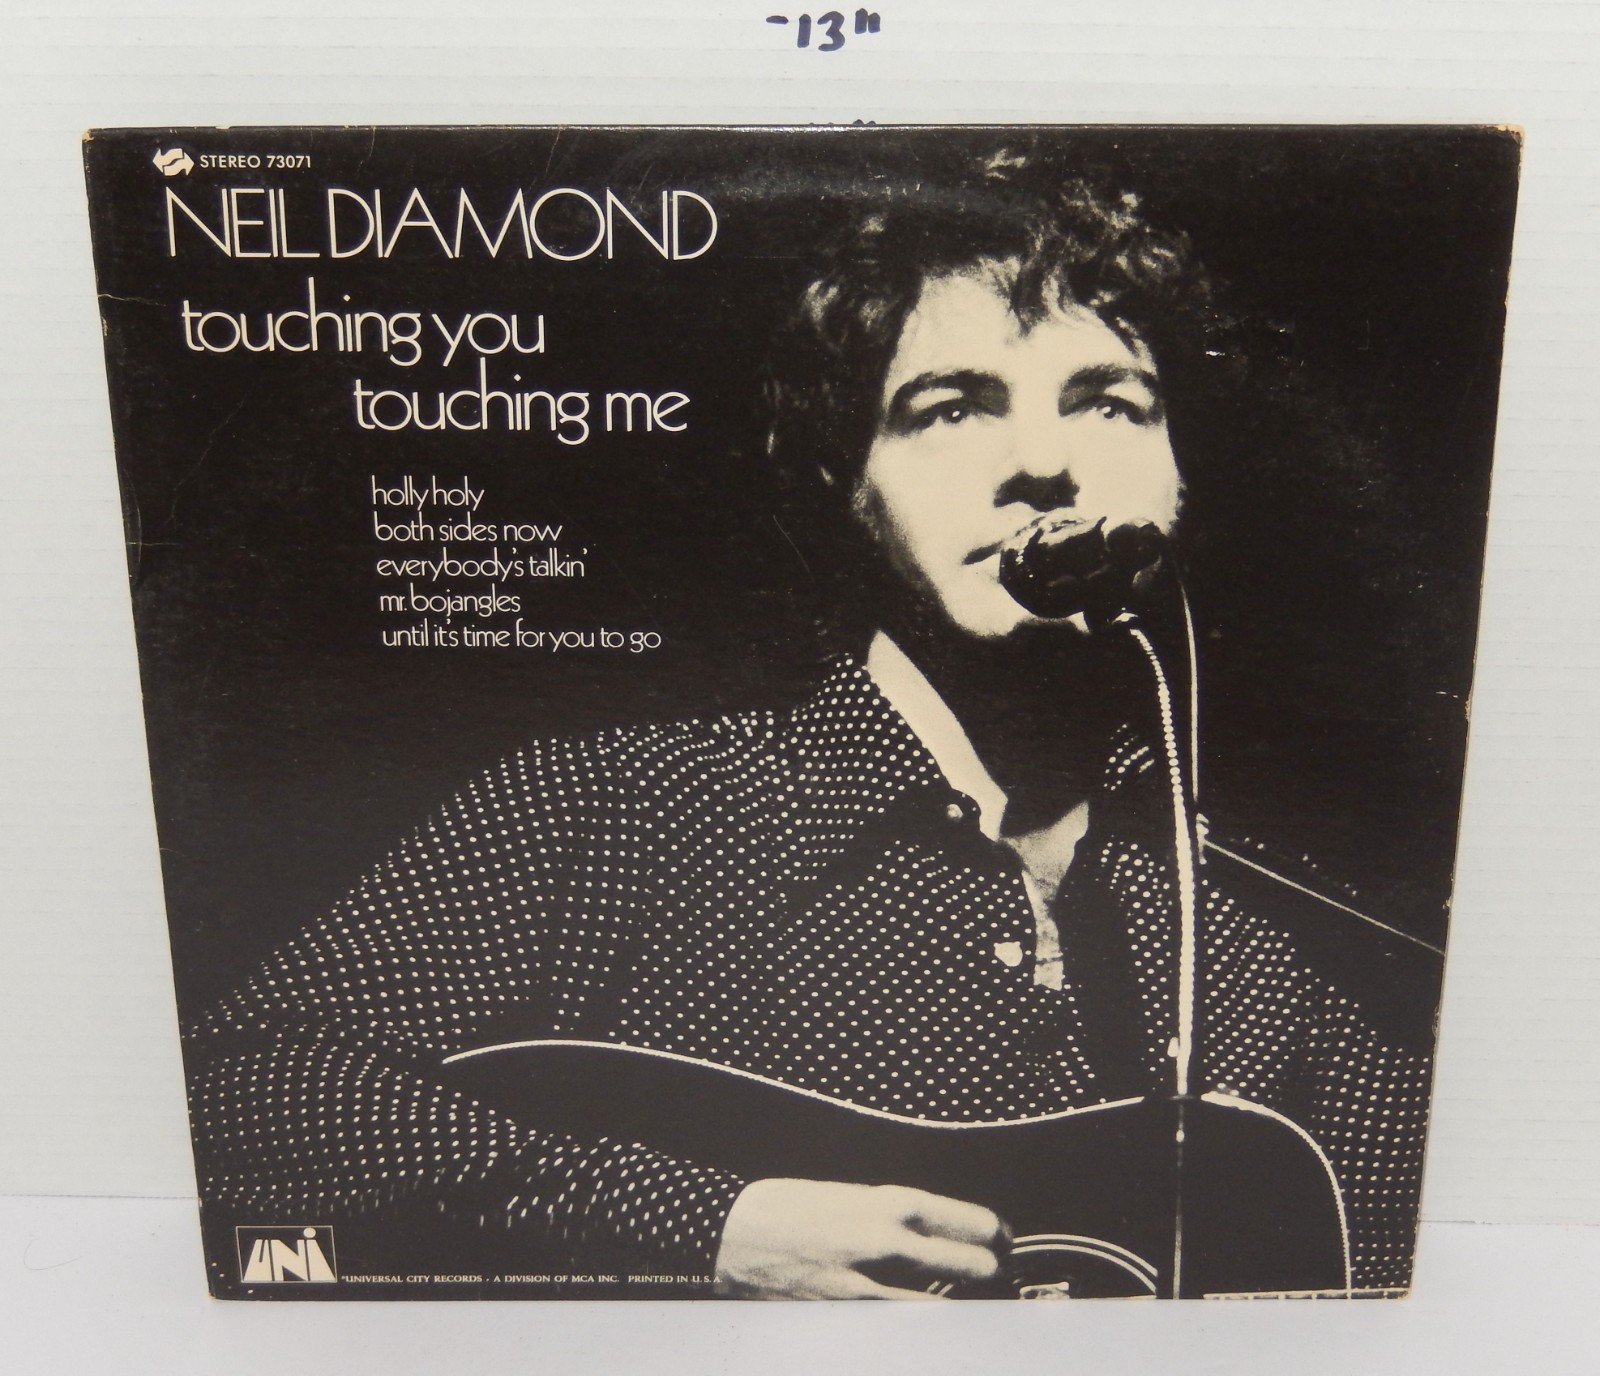 -13"
STEREO 73071
NEIL DIAMOND
touching you
touching me
holly holy
both sides now
everybody's talkin'
mr. bojangles
until it's time for you to go
UNI
"UNIVERSAL CITY RECORDS • A DIVISION OF MCA INC. PRINTED IN U.S.A.